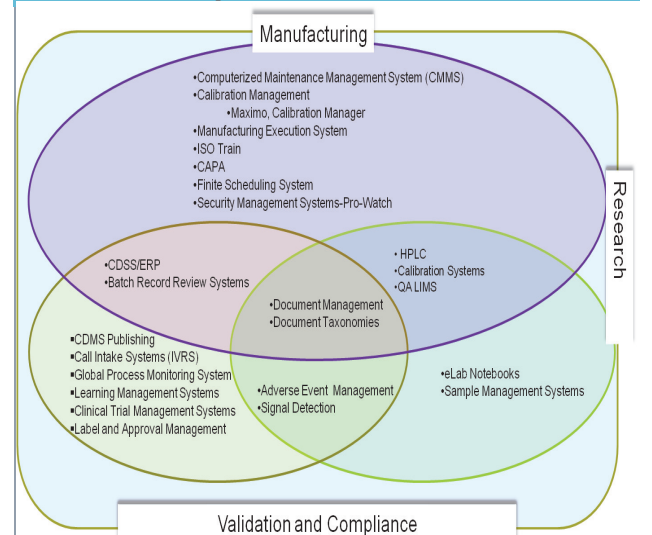 Manufacturing
•Computerized Maintenance Management System (CMMS)
•Calibration Management
•Maximo, Calibration Manager
•Manufacturing Execution System
•ISO Train
•CAPA
•Finite Scheduling System
•Security Management Systems-Pro-Watch
Research
•CDSS/ERP
•Batch Record Review Systems
• HPLC
•Calibration Systems
•QA LIMS
•Document Management
•Document Taxonomies
▪CDMS Publishing
▪Call Intake Systems (IVRS)
▪Global Process Monitoring System
▪Learning Management Systems
▪Clinical Trial Management Systems
▪Label and Approval Management
•Adverse Event Management
•Signal Detection
•eLab Notebooks
•Sample Management Systems
Validation and Compliance